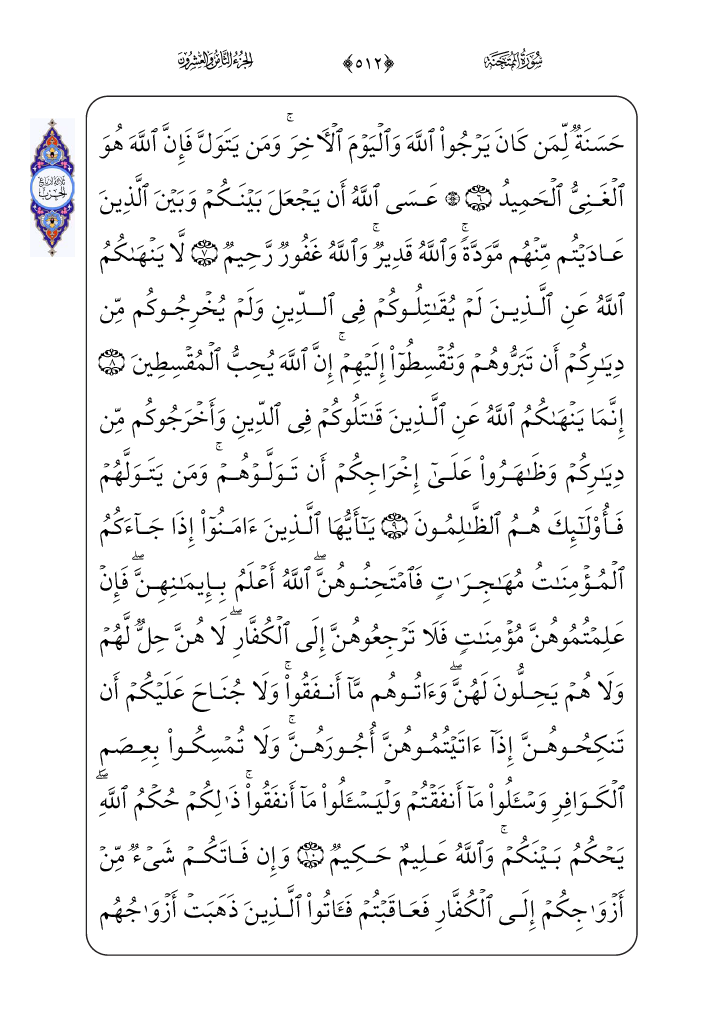 سُورَةُ المُمْتَحنَة
﴿٥١٢﴾
الجُزءُ الثَّامِنُ وَالعِشرُونَ
ثلاثة أرباع
الحزب
حَسَنَةٞ لِّمَن كَانَ يَرۡجُواْ ٱللَّهَ وَٱلۡيَوۡمَ ٱلۡأٓخِرَۚ وَمَن يَتَوَلَّ فَإِنَّ ٱللَّهَ هُوَ
ٱلۡغَنِيُّ ٱلۡحَمِيدُ ٦ ۞ عَسَى ٱللَّهُ أَن يَجۡعَلَ بَيۡنَكُمۡ وَبَيۡنَ ٱلَّذِينَ
عَادَيۡتُم مِّنۡهُم مَّوَدَّةٗۚ وَٱللَّهُ قَدِيرٞۚ وَٱللَّهُ غَفُورٞ رَّحِيمٞ ٧ لَّا يَنۡهَىٰكُمُ
ٱللَّهُ عَنِ ٱلَّذِينَ لَمۡ يُقَٰتِلُوكُمۡ فِي ٱلدِّينِ وَلَمۡ يُخۡرِجُوكُم مِّن
دِيَٰرِكُمۡ أَن تَبَرُّوهُمۡ وَتُقۡسِطُوٓاْ إِلَيۡهِمۡۚ إِنَّ ٱللَّهَ يُحِبُّ ٱلۡمُقۡسِطِينَ ٨
إِنَّمَا يَنۡهَىٰكُمُ ٱللَّهُ عَنِ ٱلَّذِينَ قَٰتَلُوكُمۡ فِي ٱلدِّينِ وَأَخۡرَجُوكُم مِّن
دِيَٰرِكُمۡ وَظَٰهَرُواْ عَلَىٰٓ إِخۡرَاجِكُمۡ أَن تَوَلَّوۡهُمۡۚ وَمَن يَتَوَلَّهُمۡ
فَأُوْلَٰٓئِكَ هُمُ ٱلظَّٰلِمُونَ ٩ يَٰٓأَيُّهَا ٱلَّذِينَ ءَامَنُوٓاْ إِذَا جَآءَكُمُ
ٱلۡمُؤۡمِنَٰتُ مُهَٰجِرَٰتٖ فَٱمۡتَحِنُوهُنَّۖ ٱللَّهُ أَعۡلَمُ بِإِيمَٰنِهِنَّۖ فَإِنۡ
عَلِمۡتُمُوهُنَّ مُؤۡمِنَٰتٖ فَلَا تَرۡجِعُوهُنَّ إِلَى ٱلۡكُفَّارِۖ لَا هُنَّ حِلّٞ لَّهُمۡ
وَلَا هُمۡ يَحِلُّونَ لَهُنَّۖ وَءَاتُوهُم مَّآ أَنفَقُواْۚ وَلَا جُنَاحَ عَلَيۡكُمۡ أَن
تَنكِحُوهُنَّ إِذَآ ءَاتَيۡتُمُوهُنَّ أُجُورَهُنَّۚ وَلَا تُمۡسِكُواْ بِعِصَمِ
ٱلۡكَوَافِرِ وَسۡـَٔلُواْ مَآ أَنفَقۡتُمۡ وَلۡيَسۡـَٔلُواْ مَآ أَنفَقُواْۚ ذَٰلِكُمۡ حُكۡمُ ٱللَّهِۖ
يَحۡكُمُ بَيۡنَكُمۡۚ وَٱللَّهُ عَلِيمٌ حَكِيمٞ ١٠ وَإِن فَاتَكُمۡ شَيۡءٞ مِّنۡ
أَزۡوَٰجِكُمۡ إِلَى ٱلۡكُفَّارِ فَعَاقَبۡتُمۡ فَـَٔاتُواْ ٱلَّذِينَ ذَهَبَتۡ أَزۡوَٰجُهُم